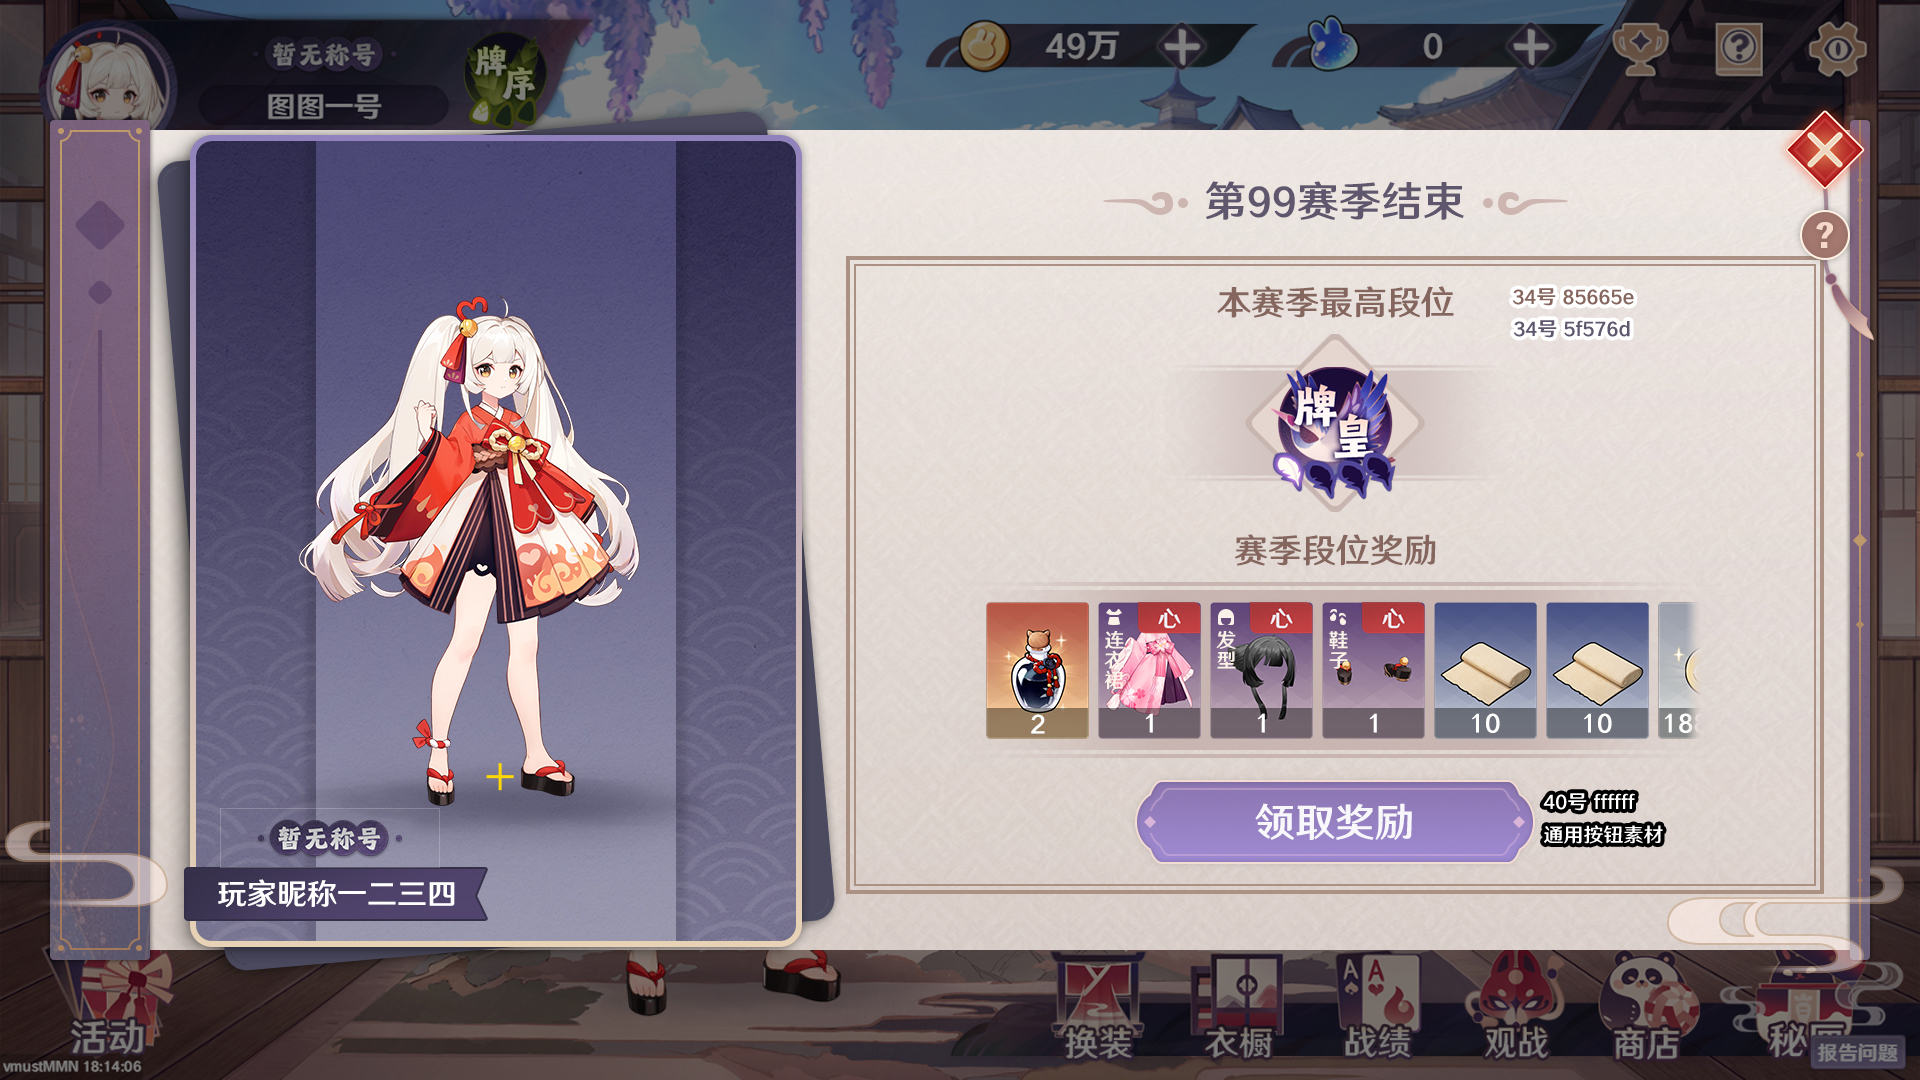 暂无称号
图图一号
牌序
49万
0
第99赛季结束
本赛季最高段位
34号 85665e
34号 5f576d
牌皇
赛季段位奖励
2
心
连衣裙
1
心
发型
1
心
鞋子
1
10
10
188
领取奖励
40号 ffffff
通用按钮素材
暂无称号
玩家昵称一二三四
活动
换装
衣橱
战绩
观战
商店
秘
报告问题
vmustMMN 18:14:06